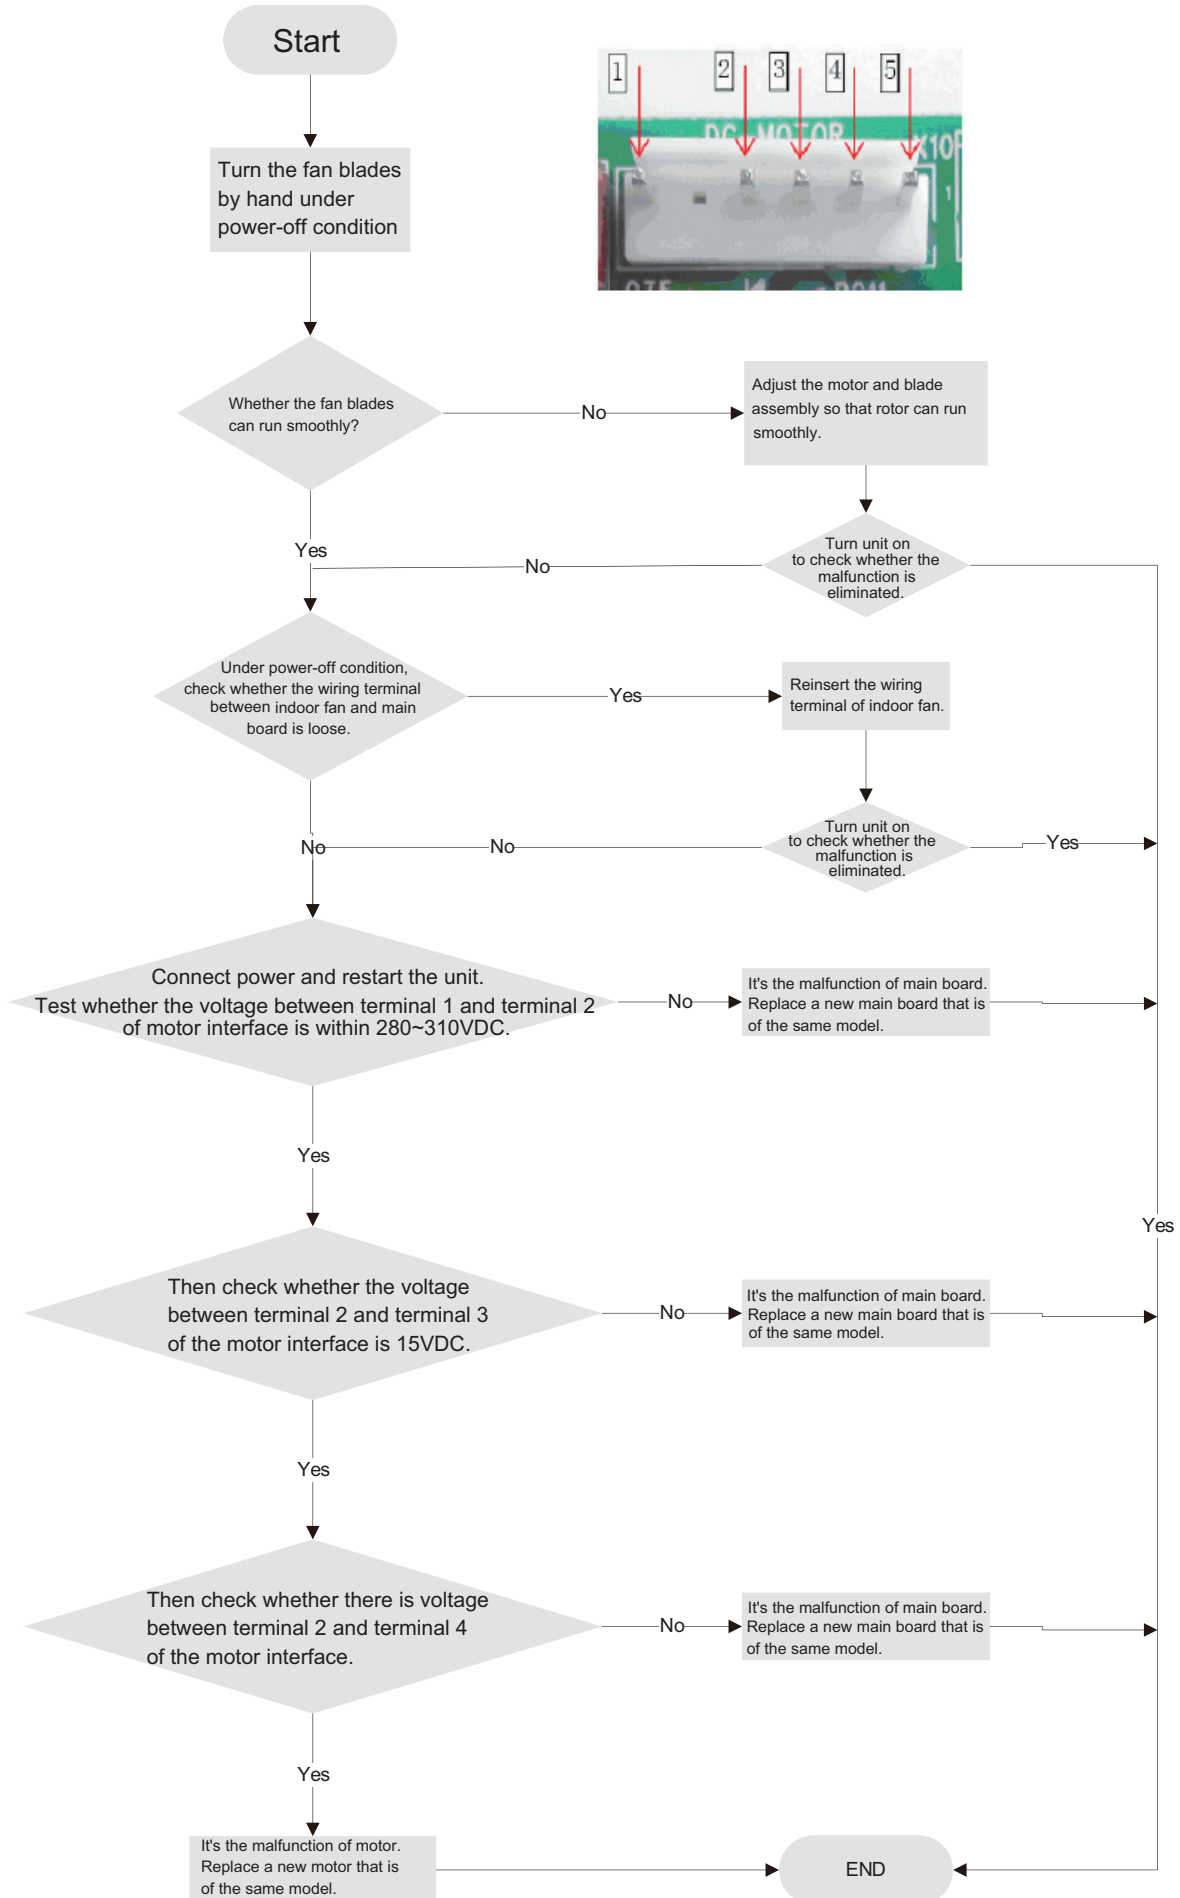 Start
1
2
3
4
5
DC MOTOR
Turn the fan blades
by hand under
power-off condition
Whether the fan blades
can run smoothly?
No
Adjust the motor and blade
assembly so that rotor can run
smoothly.
Yes
No
Turn unit on
to check whether the
malfunction is
eliminated.
Under power-off condition,
check whether the wiring terminal
between indoor fan and main
board is loose.
Yes
Reinsert the wiring
terminal of indoor fan.
No
No
Turn unit on
to check whether the
malfunction is
eliminated.
Yes
Connect power and restart the unit.
Test whether the voltage between terminal 1 and terminal 2
of motor interface is within 280~310VDC.
No
It's the malfunction of main board.
Replace a new main board that is
of the same model.
Yes
Yes
Then check whether the voltage
between terminal 2 and terminal 3
of the motor interface is 15VDC.
No
It's the malfunction of main board.
Replace a new main board that is
of the same model.
Yes
Then check whether there is voltage
between terminal 2 and terminal 4
of the motor interface.
No
It's the malfunction of main board.
Replace a new main board that is
of the same model.
Yes
It's the malfunction of motor.
Replace a new motor that is
of the same model.
END